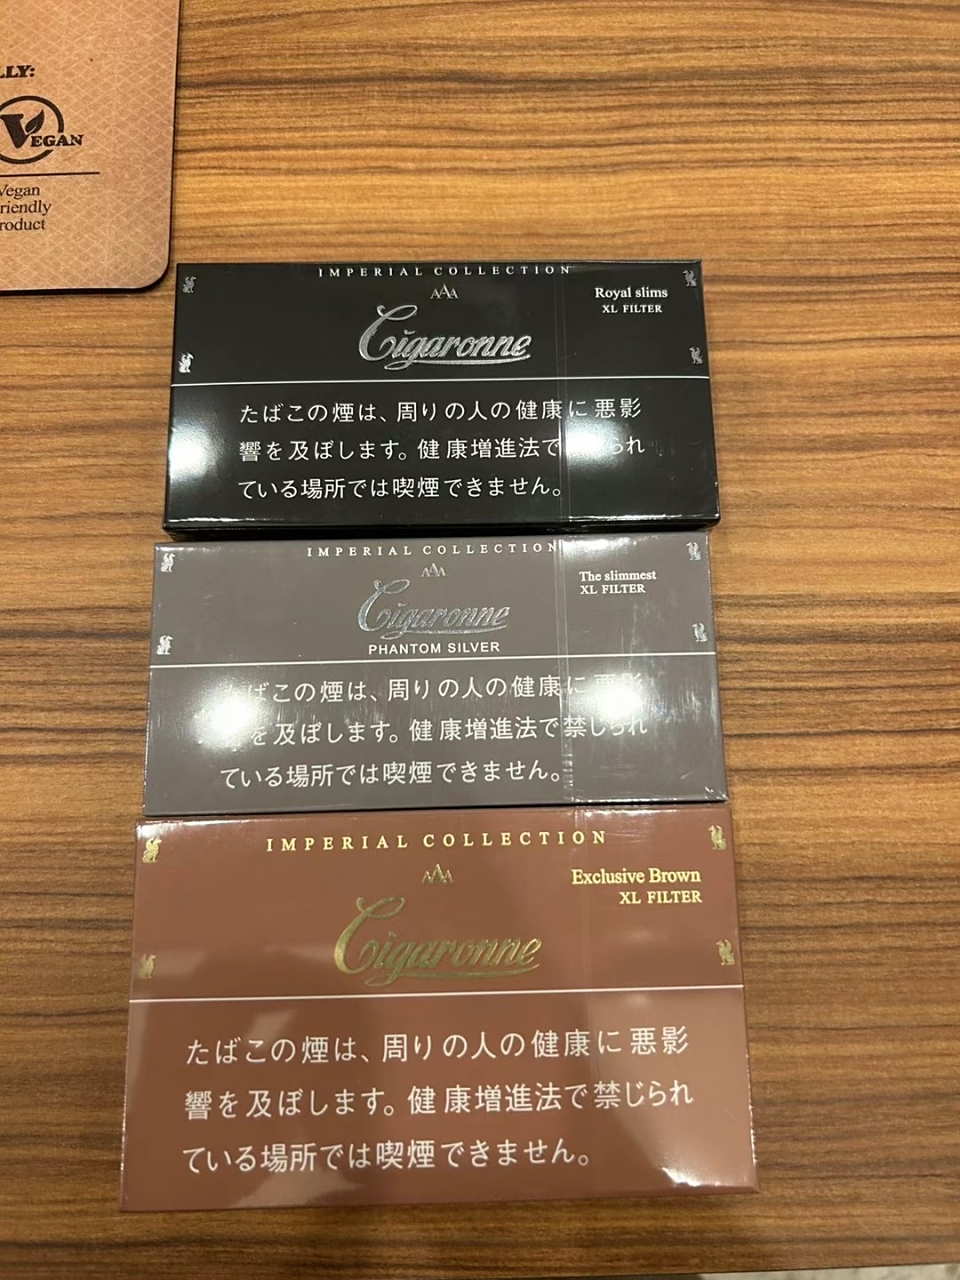 LLY:
VEGAN
Vegan
riendly
roduct
IMPERIAL COLLECTION
AAA
Royal slims
XL FILTER
Cigaronne
たばこの煙は、周りの人の健康に悪影
響を及ぼします。健康増進法で られ
ている場所では喫煙できません。
IMPERIAL COLLECTION
AAA
The slimmest
XL FILTER
Cigaronne
PHANTOM SILVER
ばこの煙は、周りの人の健康に悪影
を及ぼします。健康増進法で禁じられ
ている場所では喫煙できません。
IMPERIAL COLLECTION
AAA
Exclusive Brown
XL FILTER
Cigaronne
たばこの煙は、周りの人の健康に悪影
響を及ぼします。健康増進法で禁じられ
ている場所では喫煙できません。